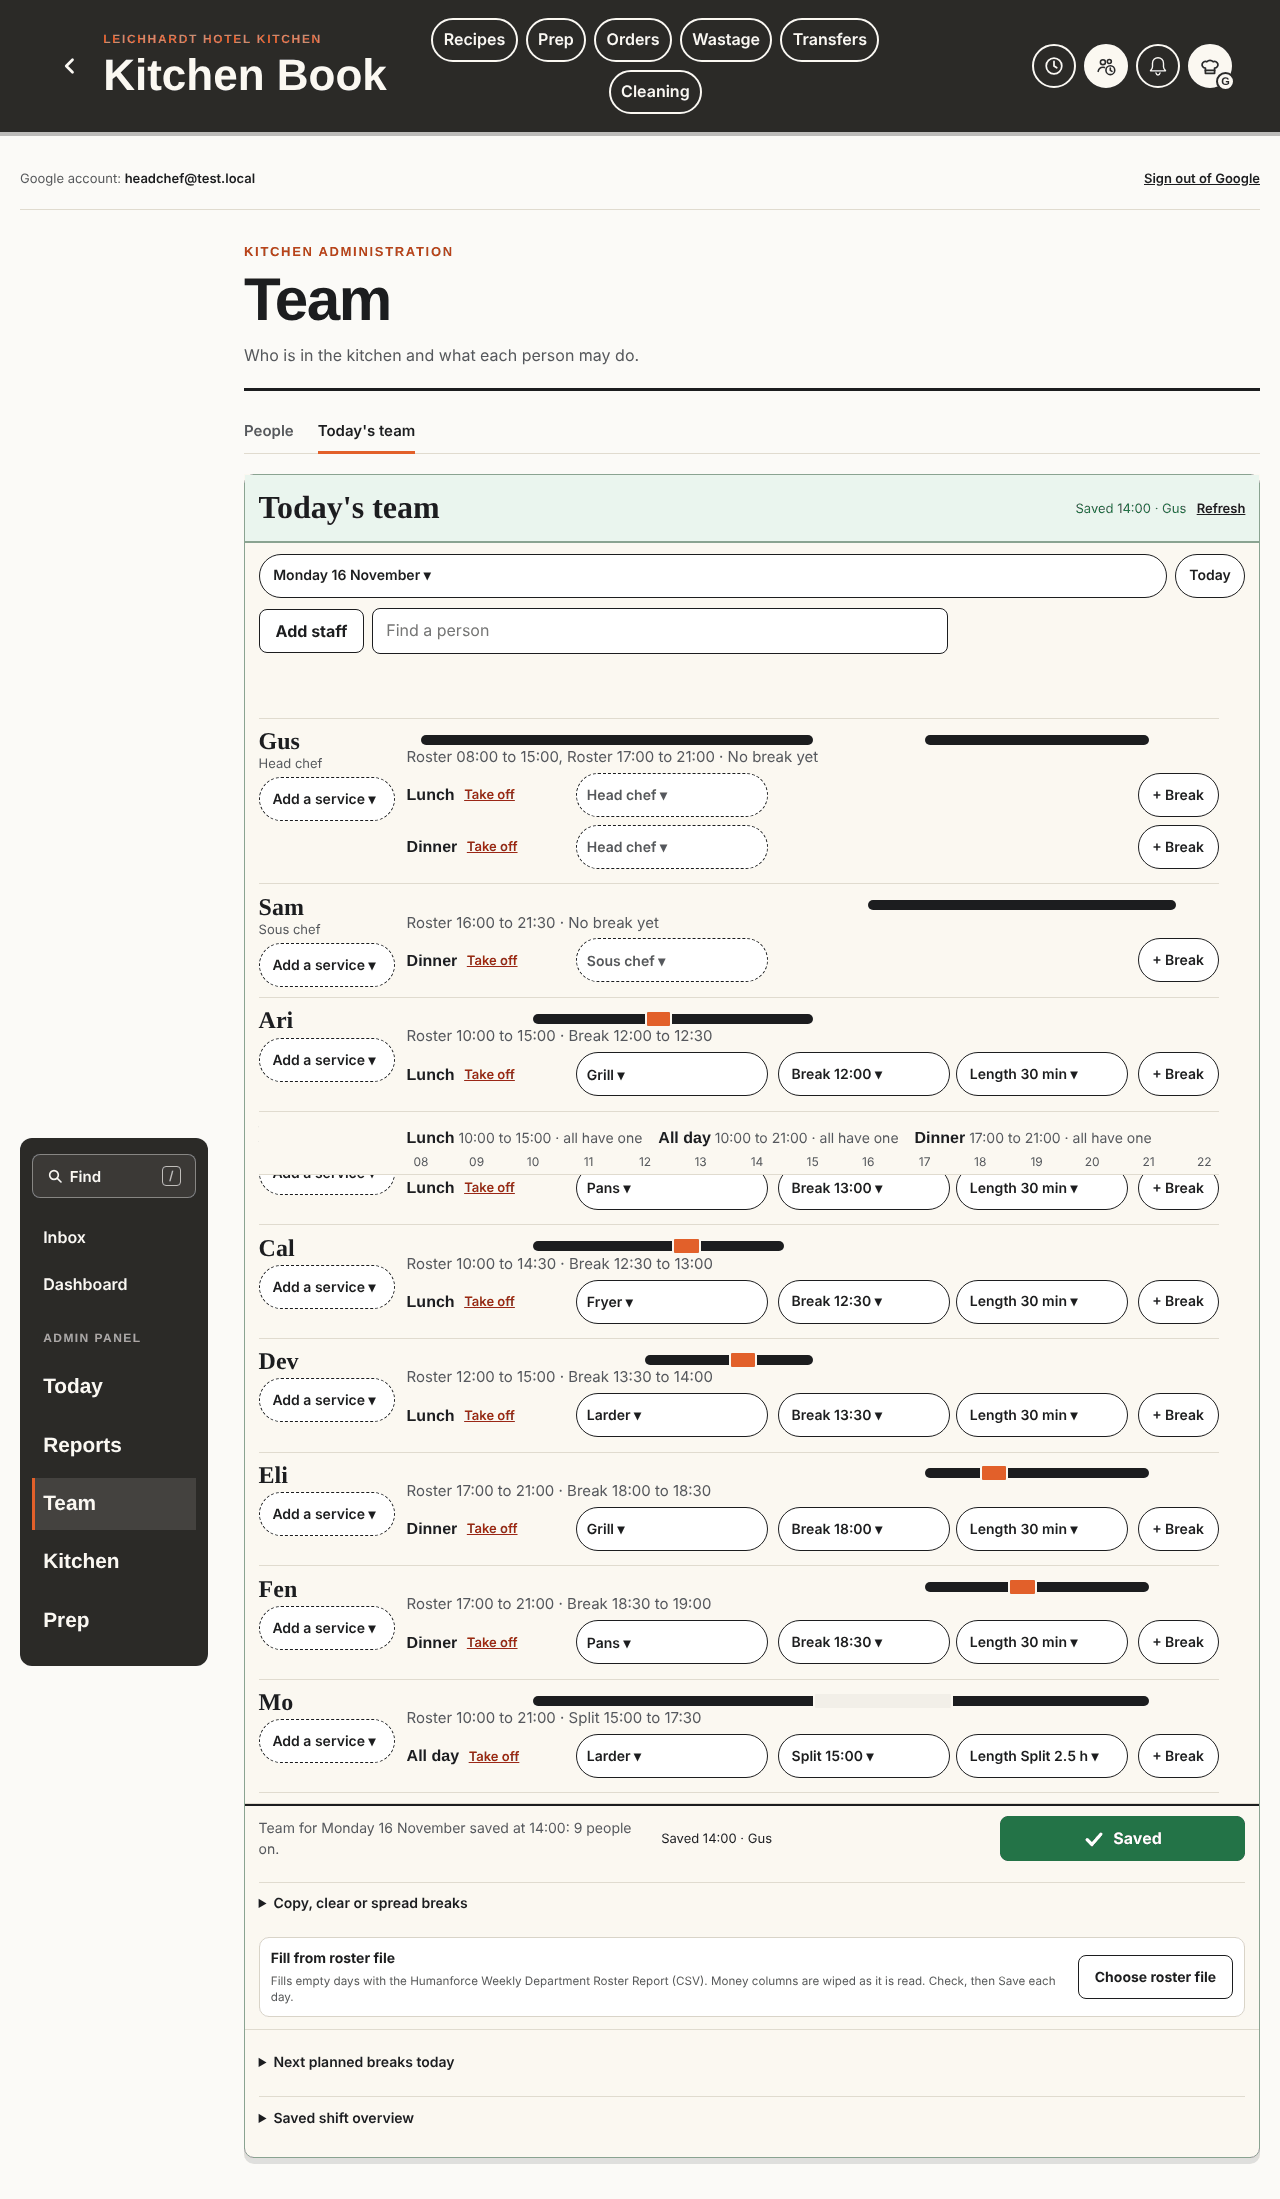 LEICHHARDT HOTEL KITCHEN
Kitchen Book
Recipes Prep Orders Wastage Transfers
Cleaning
G
Google account: headchef@test.local
Sign out of Google
KITCHEN ADMINISTRATION
Team
Who is in the kitchen and what each person may do.
People Today's team
Today's team
Saved 14:00 · Gus Refresh
Monday 16 November ▾
Today
Add staff
Find a person
Gus
Head chef
Add a service ▾
Roster 08:00 to 15:00, Roster 17:00 to 21:00 · No break yet
Lunch Take off Head chef ▾ + Break
Dinner Take off Head chef ▾ + Break
Sam
Sous chef
Add a service ▾
Roster 16:00 to 21:30 · No break yet
Dinner Take off Sous chef ▾ + Break
Ari
Add a service ▾
Roster 10:00 to 15:00 · Break 12:00 to 12:30
Lunch Take off Grill ▾ Break 12:00 ▾ Length 30 min ▾ + Break
Lunch 10:00 to 15:00 · all have one All day 10:00 to 21:00 · all have one Dinner 17:00 to 21:00 · all have one
08 09 10 11 12 13 14 15 16 17 18 19 20 21 22
Lunch Take off Pans ▾ Break 13:00 ▾ Length 30 min ▾ + Break
Cal
Add a service ▾
Roster 10:00 to 14:30 · Break 12:30 to 13:00
Lunch Take off Fryer ▾ Break 12:30 ▾ Length 30 min ▾ + Break
Dev
Add a service ▾
Roster 12:00 to 15:00 · Break 13:30 to 14:00
Lunch Take off Larder ▾ Break 13:30 ▾ Length 30 min ▾ + Break
Eli
Add a service ▾
Roster 17:00 to 21:00 · Break 18:00 to 18:30
Dinner Take off Grill ▾ Break 18:00 ▾ Length 30 min ▾ + Break
Fen
Add a service ▾
Roster 17:00 to 21:00 · Break 18:30 to 19:00
Dinner Take off Pans ▾ Break 18:30 ▾ Length 30 min ▾ + Break
Mo
Add a service ▾
Roster 10:00 to 21:00 · Split 15:00 to 17:30
All day Take off Larder ▾ Split 15:00 ▾ Length Split 2.5 h ▾ + Break
Team for Monday 16 November saved at 14:00: 9 people
on.
Saved 14:00 · Gus
Saved
Copy, clear or spread breaks
Fill from roster file
Fills empty days with the Humanforce Weekly Department Roster Report (CSV). Money columns are wiped as it is read. Check, then Save each
day.
Choose roster file
Next planned breaks today
Saved shift overview
Find /
Inbox
Dashboard
ADMIN PANEL
Today
Reports
Team
Kitchen
Prep